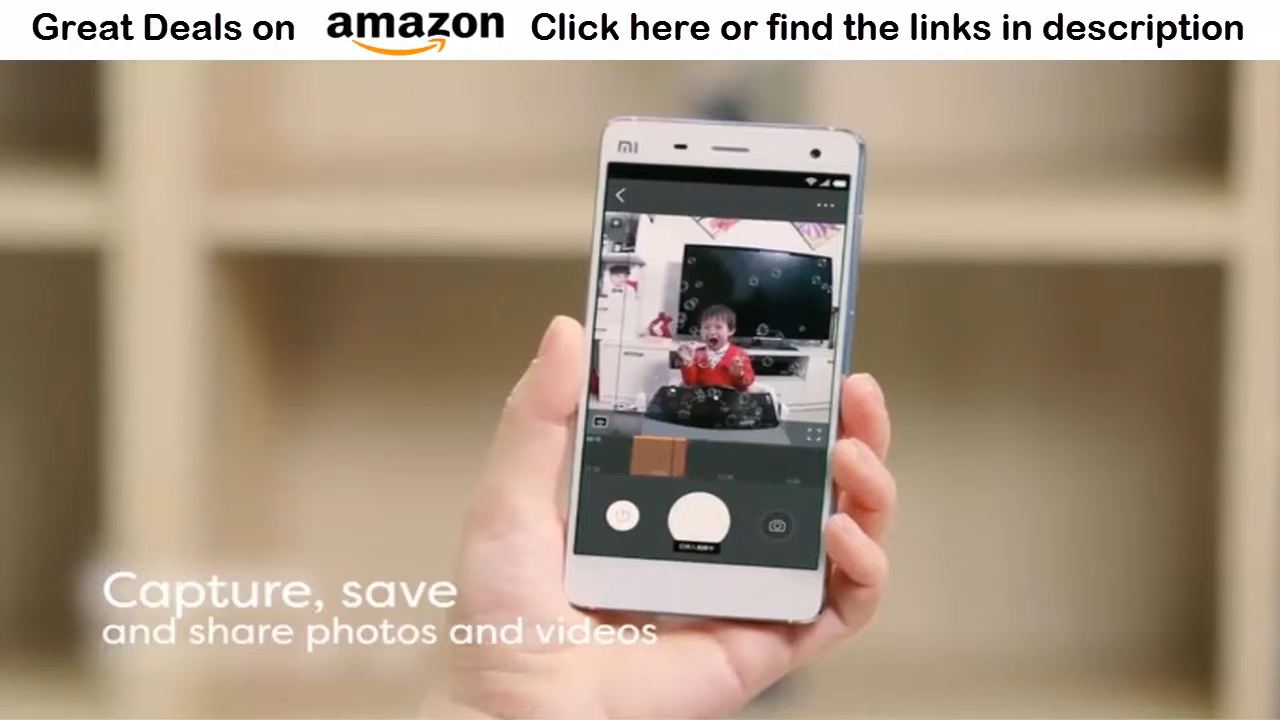 Great Deals on amazon Click here or find the links in description
mi
Capture, save
and share photos and videos